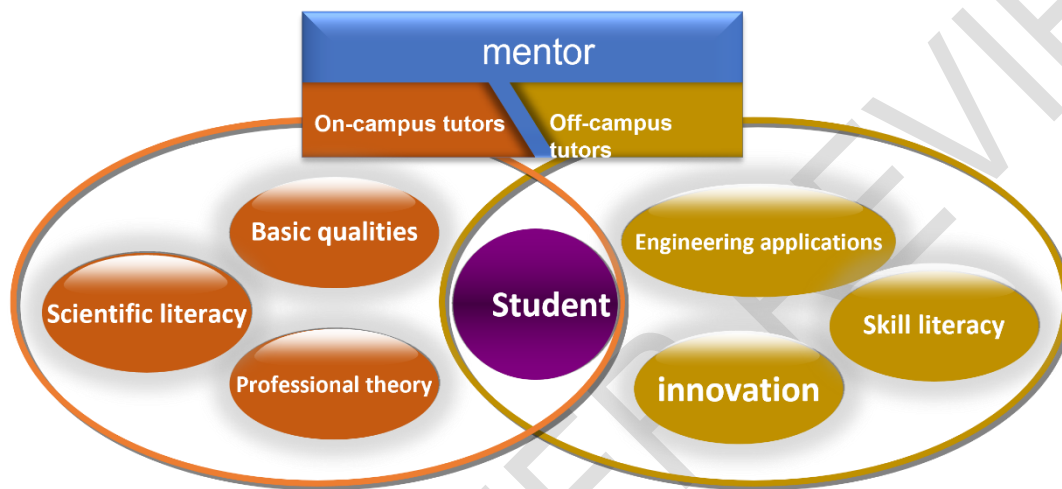 mentor
On-campus tutors
Off-campus
tutors
Basic qualities
Scientific literacy
Professional theory
Student
Engineering applications
Skill literacy
innovation